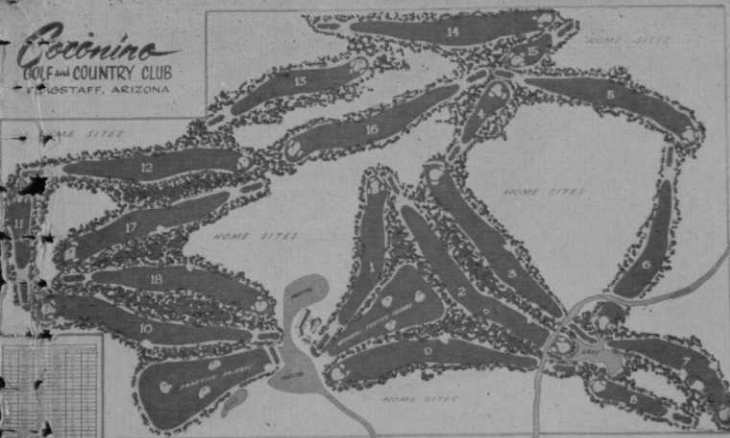 Coconino
GOLF and COUNTRY CLUB
FLAGSTAFF, ARIZONA
14
HOME SITES
15
13
5
4
16
HOME SITES
12
HOME SITES
11
17
HOME SITES
1
3
6
18
2
10
9
7
8
HOME SITES